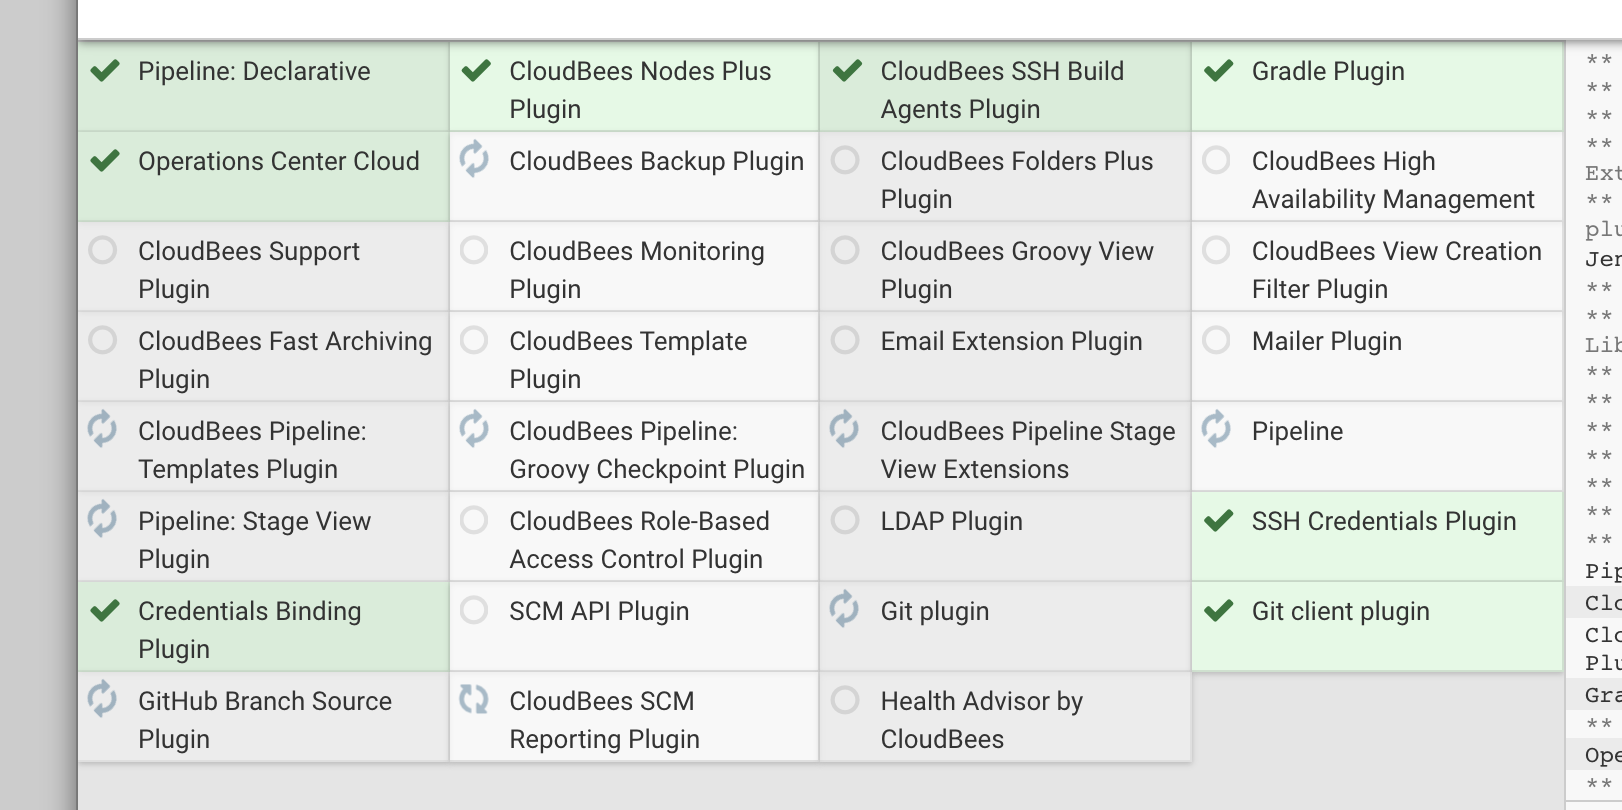 Pipeline: Declarative
CloudBees Nodes Plus
Plugin
CloudBees SSH Build
Agents Plugin
Gradle Plugin
Operations Center Cloud
CloudBees Backup Plugin
CloudBees Folders Plus
Plugin
CloudBees High
Availability Management
CloudBees Support
Plugin
CloudBees Monitoring
Plugin
CloudBees Groovy View
Plugin
CloudBees View Creation
Filter Plugin
CloudBees Fast Archiving
Plugin
CloudBees Template
Plugin
Email Extension Plugin
Mailer Plugin
CloudBees Pipeline:
Templates Plugin
CloudBees Pipeline:
Groovy Checkpoint Plugin
CloudBees Pipeline Stage
View Extensions
Pipeline
Pipeline: Stage View
Plugin
CloudBees Role-Based
Access Control Plugin
LDAP Plugin
SSH Credentials Plugin
Credentials Binding
Plugin
SCM API Plugin
Git plugin
Git client plugin
GitHub Branch Source
Plugin
CloudBees SCM
Reporting Plugin
Health Advisor by
CloudBees
**
**
**
**
Ext
**
plu
Jen
**
**
Lib
**
**
**
**
**
**
**
Pip
Clo
Clo
Plu
Gra
**
Ope
**